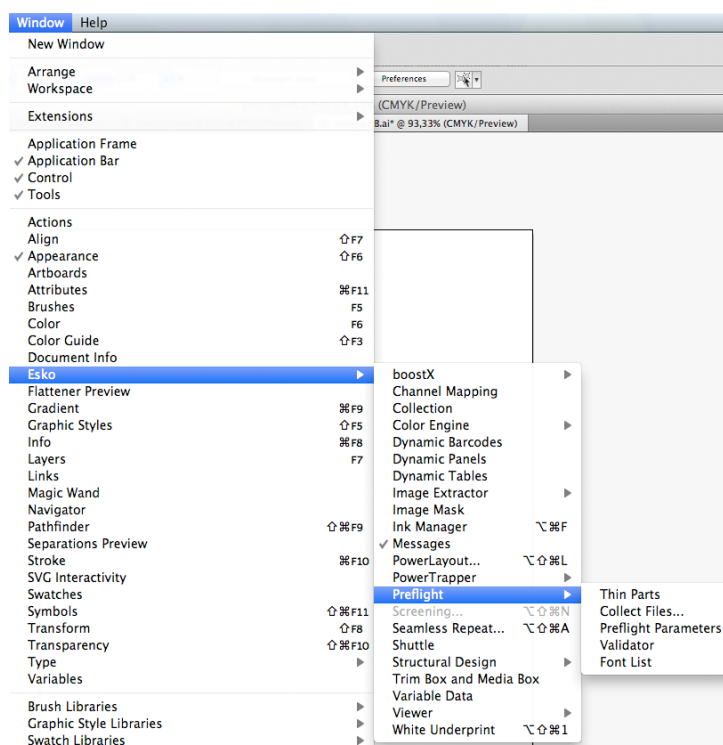 Window Help
New Window
Arrange
Workspace
Preferences
(CMYK/Preview)
Extensions
B.ai* @ 93,33% (CMYK/Preview)
Application Frame
✓ Application Bar
✓ Control
✓ Tools
Actions
Align ⇧F7
✓ Appearance ⇧F6
Artboards
Attributes ⌘F11
Brushes F5
Color F6
Color Guide ⇧F3
Document Info
Esko
Flattener Preview
Gradient ⌘F9
Graphic Styles ⇧F5
Info ⌘F8
Layers F7
Links
Magic Wand
Navigator
Pathfinder ⇧⌘F9
Separations Preview
Stroke ⌘F10
SVG Interactivity
Swatches
Symbols ⇧⌘F11
Transform ⇧F8
Transparency ⇧⌘F10
Type
Variables
Brush Libraries
Graphic Style Libraries
Swatch Libraries
boostX
Channel Mapping
Collection
Color Engine
Dynamic Barcodes
Dynamic Panels
Dynamic Tables
Image Extractor
Image Mask
Ink Manager ⌥⌘F
✓ Messages
PowerLayout... ⌥⇧⌘L
PowerTrapper
Preflight
Screening... ⌥⇧⌘N
Seamless Repeat... ⌥⇧⌘A
Shuttle
Structural Design
Trim Box and Media Box
Variable Data
Viewer
White Underprint ⌥⇧⌘1
Thin Parts
Collect Files...
Preflight Parameters
Validator
Font List